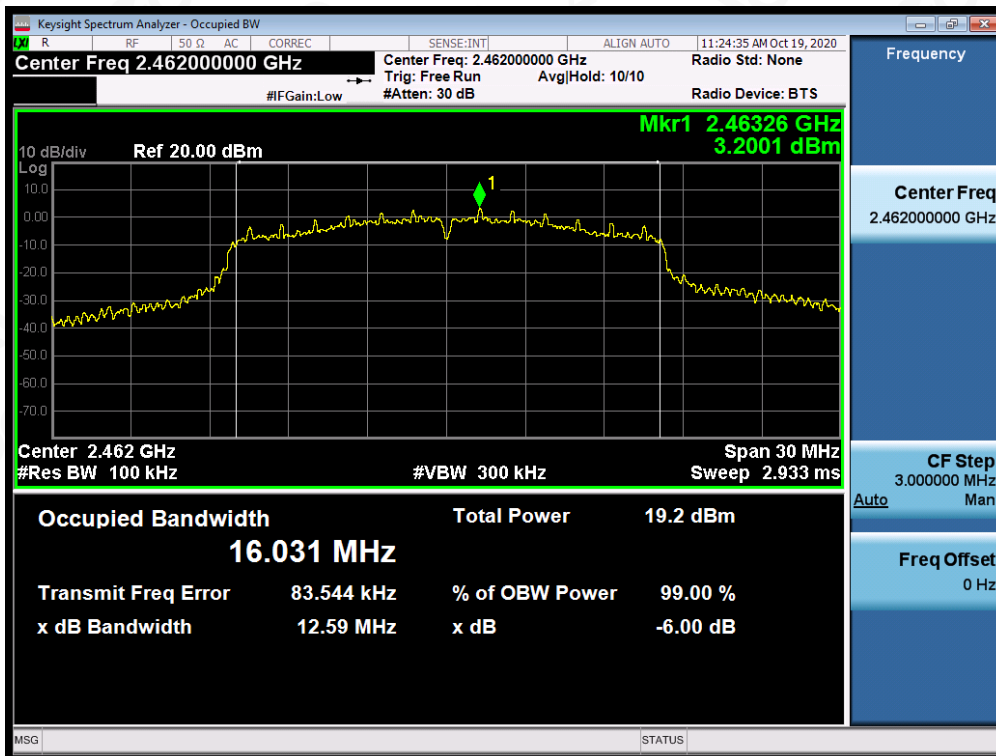 Keysight Spectrum Analyzer - Occupied BW
LXI R RF 50 Ω AC CORREC SENSE:INT ALIGN AUTO 11:24:35 AM Oct 19, 2020
Center Freq 2.462000000 GHz
Center Freq: 2.462000000 GHz
Radio Std: None
Trig: Free Run Avg|Hold: 10/10
#IFGain:Low
#Atten: 30 dB
Radio Device: BTS
Mkr1 2.46326 GHz
3.2001 dBm
10 dB/div Ref 20.00 dBm
Log
10.0
0.00
-10.0
-20.0
-30.0
-40.0
-50.0
-60.0
-70.0
1
Center 2.462 GHz Span 30 MHz
#Res BW 100 kHz #VBW 300 kHz Sweep 2.933 ms
Occupied Bandwidth Total Power 19.2 dBm
16.031 MHz
Transmit Freq Error 83.544 kHz % of OBW Power 99.00 %
x dB Bandwidth 12.59 MHz x dB -6.00 dB
Frequency
Center Freq
2.462000000 GHz
CF Step
3.000000 MHz
Auto Man
Freq Offset
0 Hz
MSG STATUS